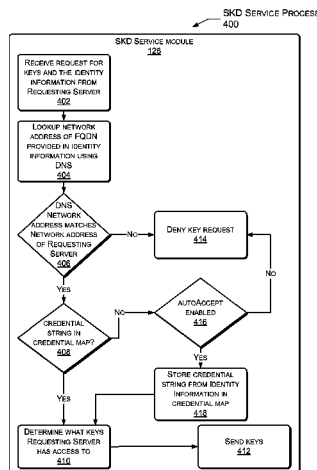 SKD SERVICE PROCESS
400
SKD SERVICE MODULE
126
RECEIVE REQUEST FOR
KEYS AND THE IDENTITY
INFORMATION FROM
REQUESTING SERVER
402
LOOKUP NETWORK
ADDRESS OF FQDN
PROVIDED IN IDENTITY
INFORMATION USING
DNS
404
DNS
NETWORK
ADDRESS MATCHES
NETWORK ADDRESS
OF REQUESTING
SERVER
406
NO
DENY KEY REQUEST
414
YES
NO
CREDENTIAL
STRING IN
CREDENTIAL MAP?
408
NO
AUTOACCEPT
ENABLED
416
YES
YES
STORE CREDENTIAL
STRING FROM IDENTITY
INFORMATION IN
CREDENTIAL MAP
418
DETERMINE WHAT KEYS
REQUESTING SERVER
HAS ACCESS TO
410
SEND KEYS
412